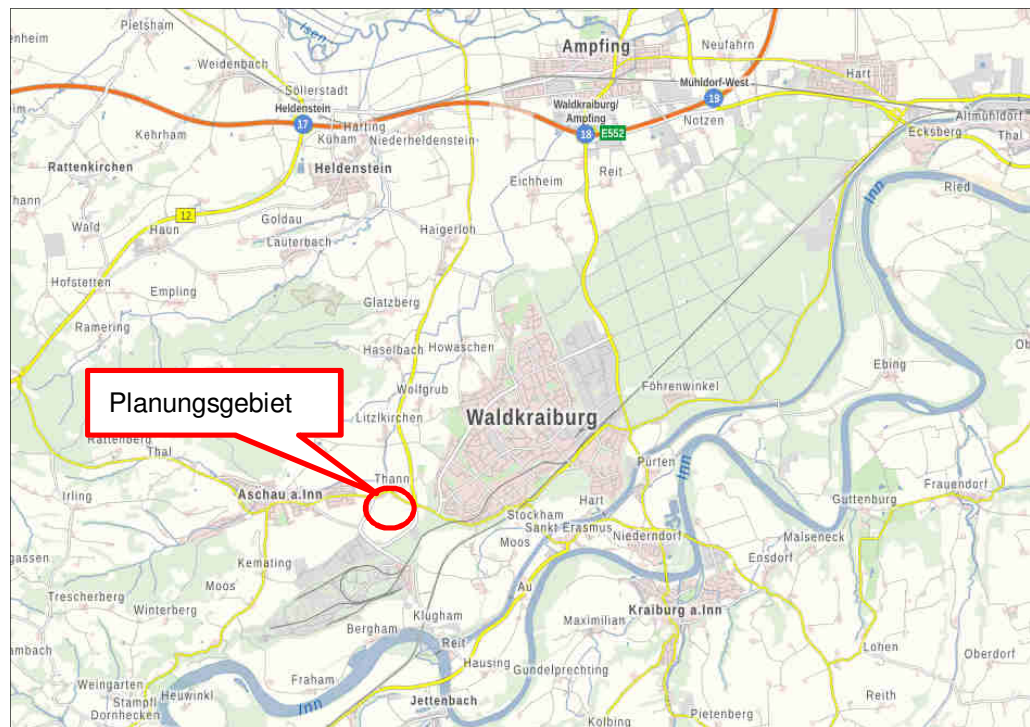 Pietsham
Isen
Ampfing
Neufahrn
Weidenbach
Mühldorf-West
Hart
Söllerstadt
Heldenstein
Waldkraiburg/
Ampfing
19
Altmühldorf
17
Harting
Notzen
Kehrham
Küham
Niederheldenstein
18
E552
Ecksberg
Thal
Rattenkirchen
Heldenstein
Reit
Eichheim
Inn
Ried
12
Goldau
Wald
Haun
Haigerloh
Lauterbach
Hofstetten
Empling
Glatzberg
Ramering
Haselbach
Howaschen
Ebing
Wolfgrub
Föhrenwinkel
Planungsgebiet
Litzlkirchen
Waldkraiburg
Rattenberg
Thal
Pürten
Inn
Thann
Irling
Aschau a.Inn
Hart
Guttenburg
Frauendorf
Stockham
Sankt Erasmus
Moos
Niederndorf
Malseneck
Ensdorf
Kemating
Moos
Au
Trescherberg
Winterberg
Klugham
Kraiburg a.Inn
Maximilian
Bergham
Reit
Lohen
Hausing
Gundelprechting
Oberdorf
Weingarten
Heuwinkl
Fraham
Stampfl
Dornhecken
Inn
Jettenbach
Reith
Kolbing
Pietenberg